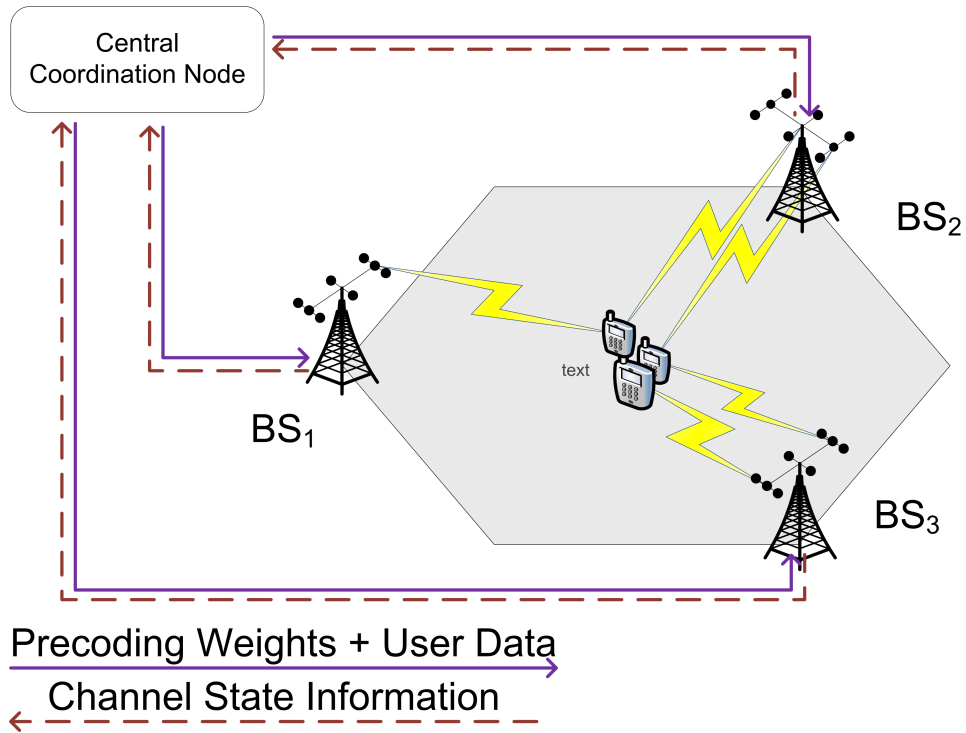 Central
Coordination Node
BS₂
BS₁
text
BS₃
Precoding Weights + User Data
Channel State Information